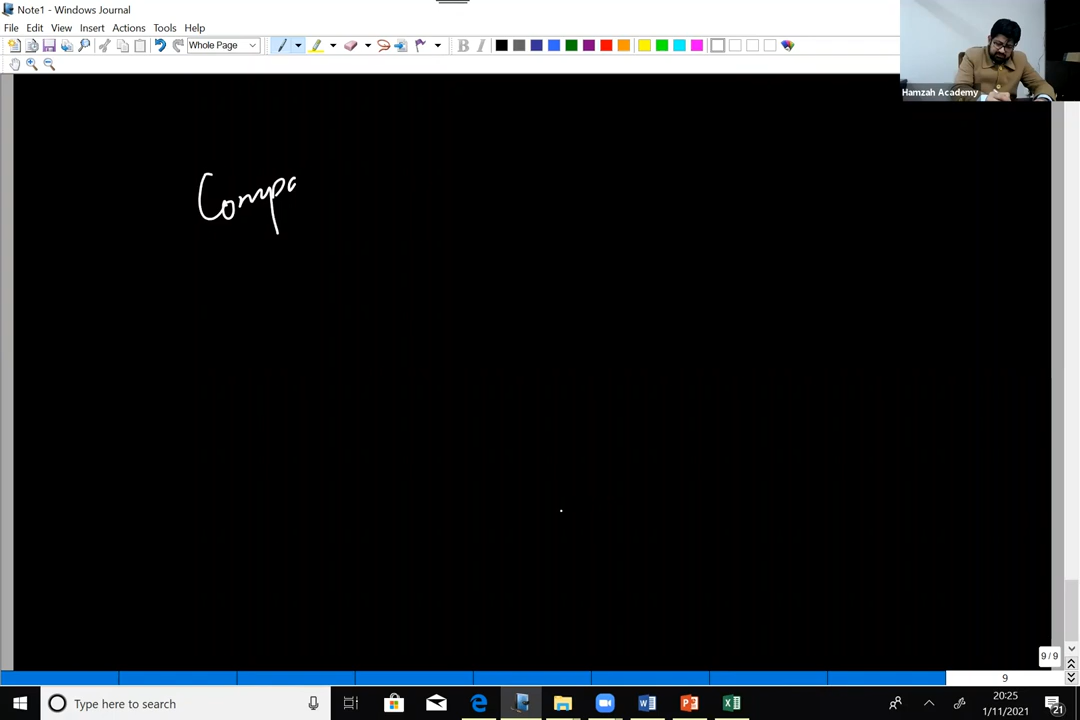 Note1 - Windows Journal
File Edit View Insert Actions Tools Help
Whole Page
B I
Hamzah Academy
Compa
9 / 9
9
Type here to search
20:25
1/11/2021
21